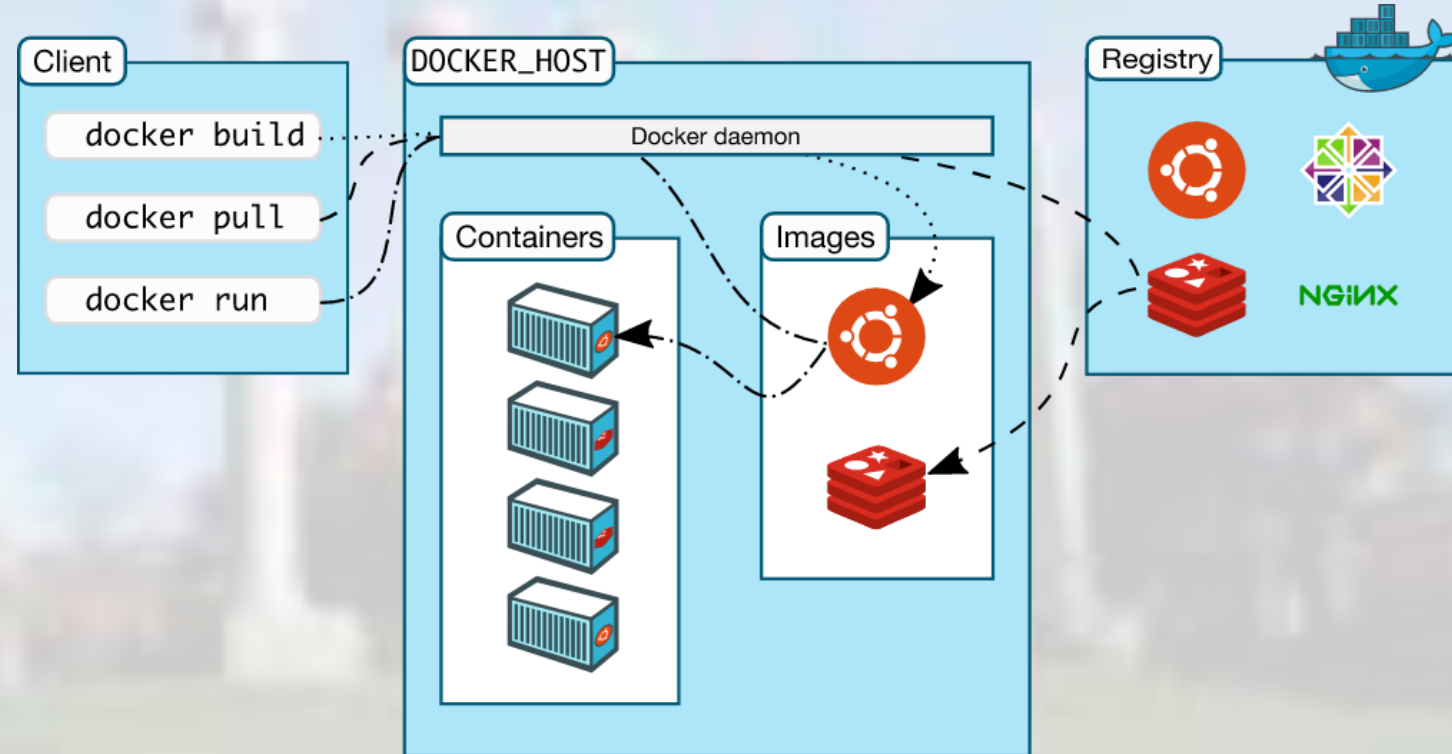 Client
docker build
docker pull
docker run
DOCKER_HOST
Docker daemon
Containers
Images
Registry
NGINX